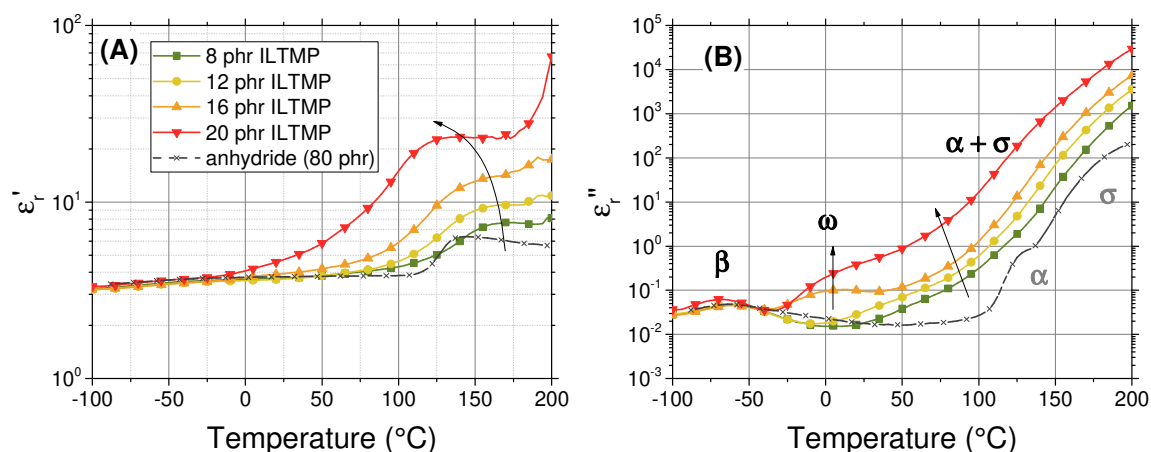 (A)
8 phr ILTMP
12 phr ILTMP
16 phr ILTMP
20 phr ILTMP
anhydride (80 phr)
10²
10¹
10⁰
εᵣ'
-100 -50 0 50 100 150 200
Temperature (°C)
(B)
10⁵
10⁴
10³
10²
10¹
10⁰
10⁻¹
10⁻²
10⁻³
εᵣ''
β
ω
α + σ
σ
α
-100 -50 0 50 100 150 200
Temperature (°C)